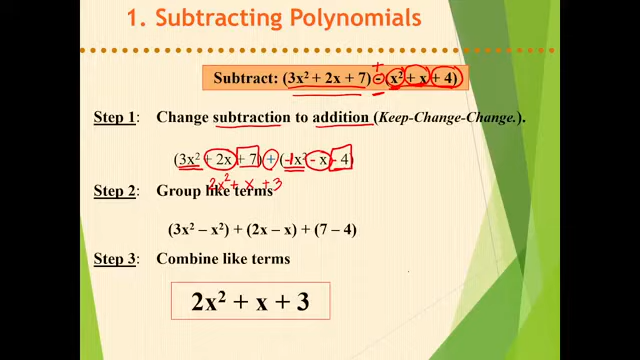 1. Subtracting Polynomials
Subtract: (3x² + 2x + 7) - (x² + x + 4)
+
Step 1: Change subtraction to addition (Keep-Change-Change.).
(3x² + 2x + 7) + (-1x² - x - 4)
2x² + x + 3
Step 2: Group like terms
(3x² – x²) + (2x – x) + (7 – 4)
Step 3: Combine like terms
2x² + x + 3